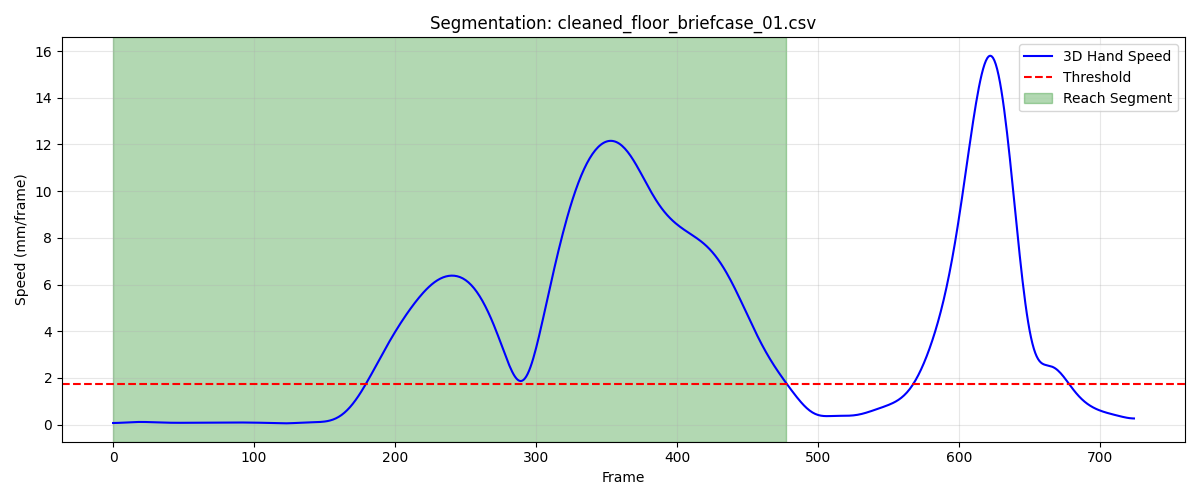 Segmentation: cleaned_floor_briefcase_01.csv
3D Hand Speed
Threshold
Reach Segment
Speed (mm/frame)
16
14
12
10
8
6
4
2
0
0 100 200 300 400 500 600 700
Frame